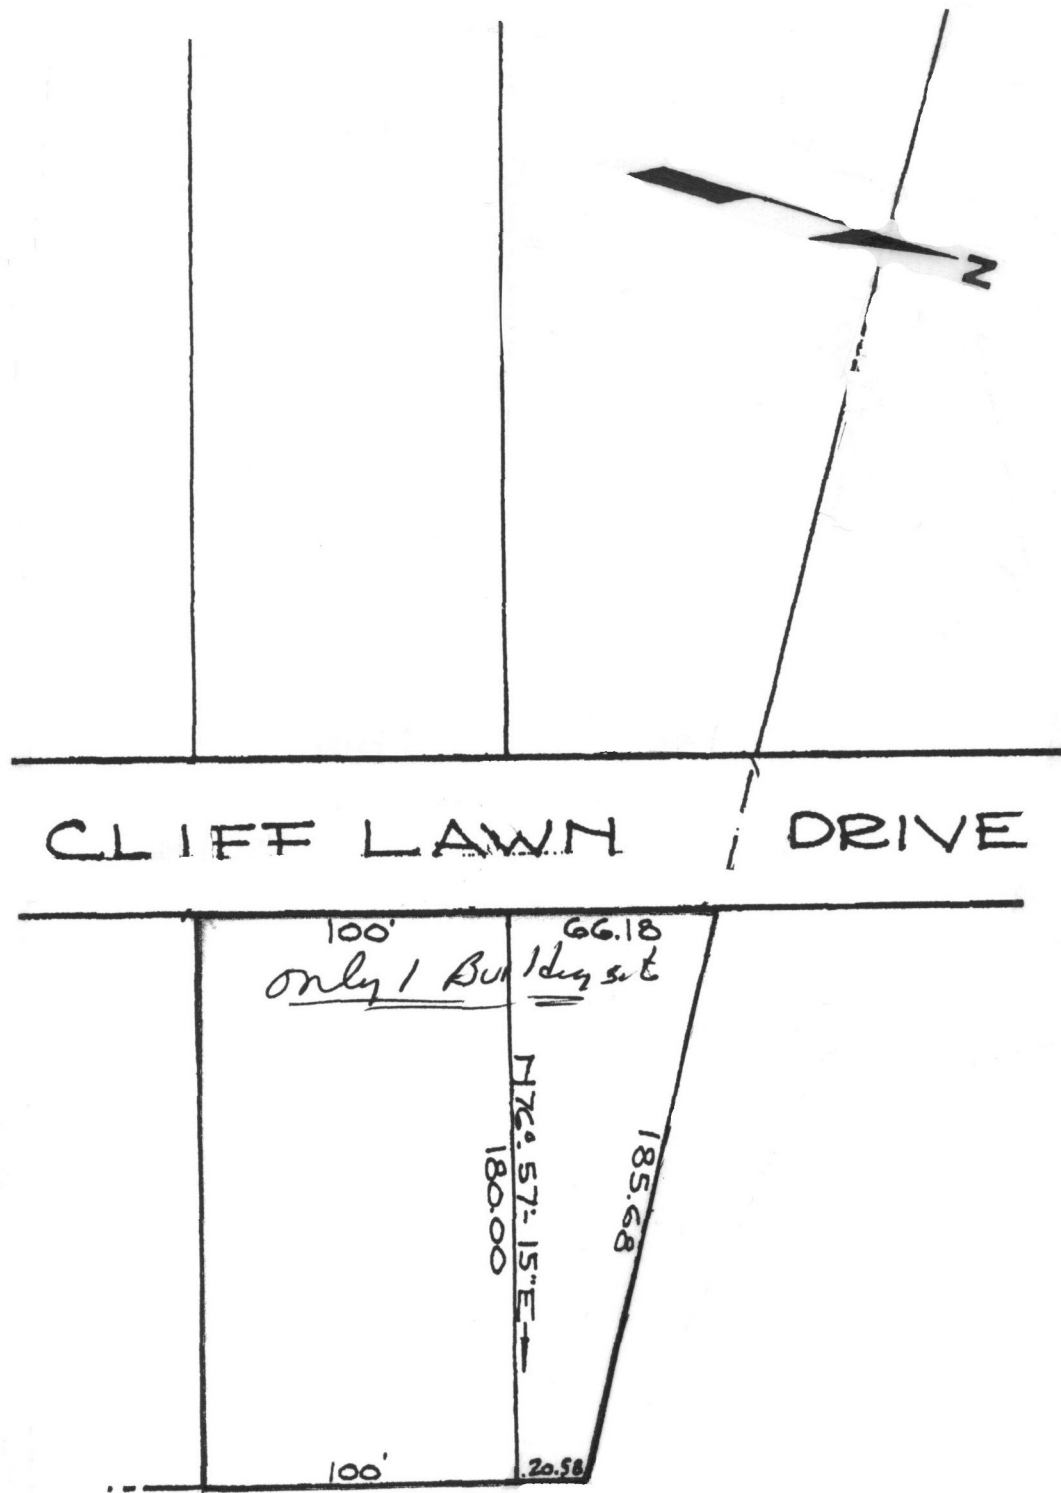 N
CLIFF LAWN DRIVE
100' 66.18
only 1 Building site
N76°-57'-15"E
180.00
185.68
100' 20.58